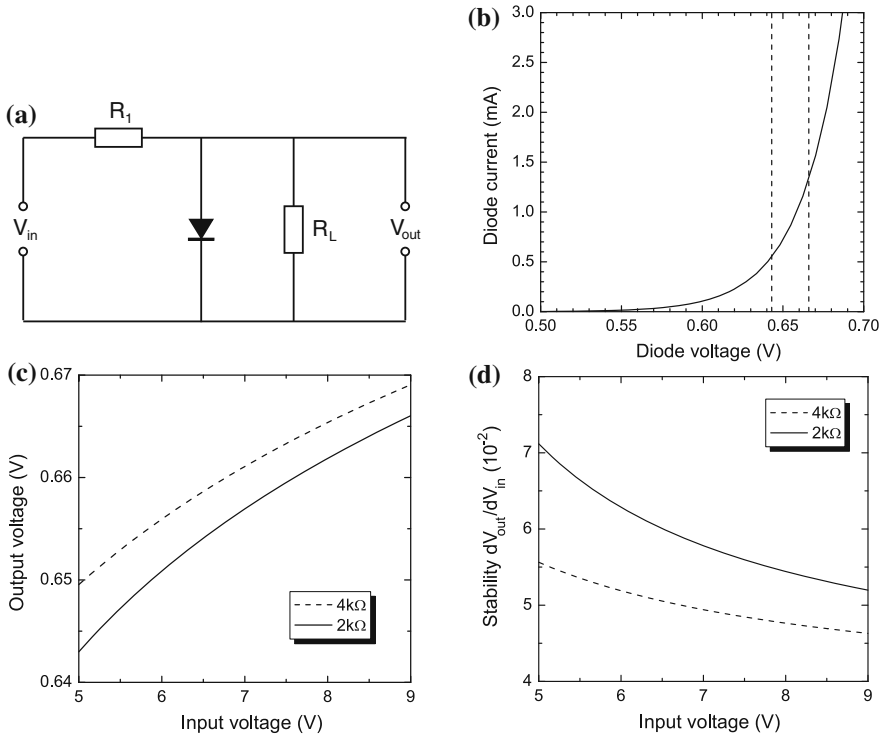 (a)
R1
Vin
RL
Vout
(b)
Diode current (mA)
3.0
2.5
2.0
1.5
1.0
0.5
0.0
0.50 0.55 0.60 0.65 0.70
Diode voltage (V)
(c)
Output voltage (V)
0.67
0.66
0.65
0.64
4kΩ
2kΩ
5 6 7 8 9
Input voltage (V)
(d)
Stability dVout/dVin (10-2)
8
7
6
5
4
4kΩ
2kΩ
5 6 7 8 9
Input voltage (V)